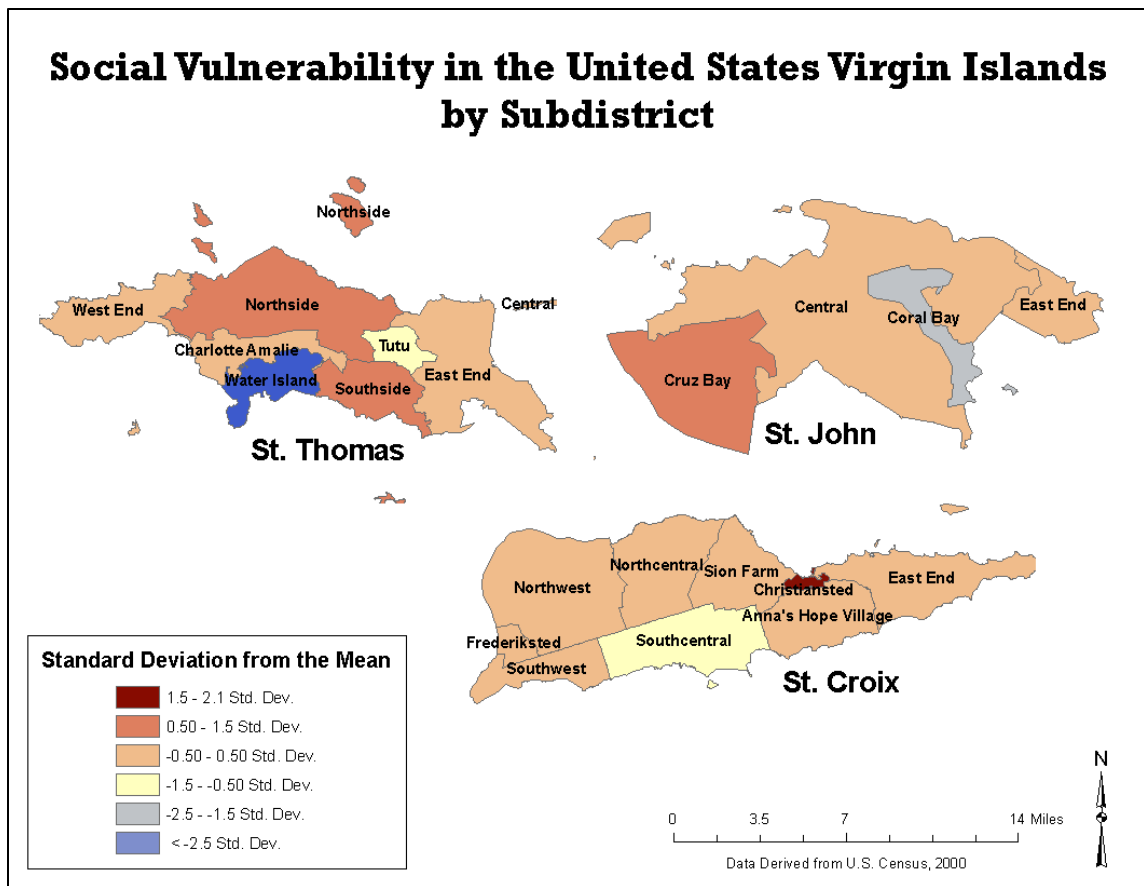 Social Vulnerability in the United States Virgin Islands
by Subdistrict
Northside
West End
Northside
Central
Charlotte Amalie
Tutu
Water Island
Southside
East End
St. Thomas
Central
Coral Bay
East End
Cruz Bay
St. John
Northwest
Northcentral
Sion Farm
Christiansted
East End
Anna's Hope Village
Frederiksted
Southwest
Southcentral
St. Croix
Standard Deviation from the Mean
1.5 - 2.1 Std. Dev.
0.50 - 1.5 Std. Dev.
-0.50 - 0.50 Std. Dev.
-1.5 - -0.50 Std. Dev.
-2.5 - -1.5 Std. Dev.
< -2.5 Std. Dev.
N
0 3.5 7 14 Miles
Data Derived from U.S. Census, 2000